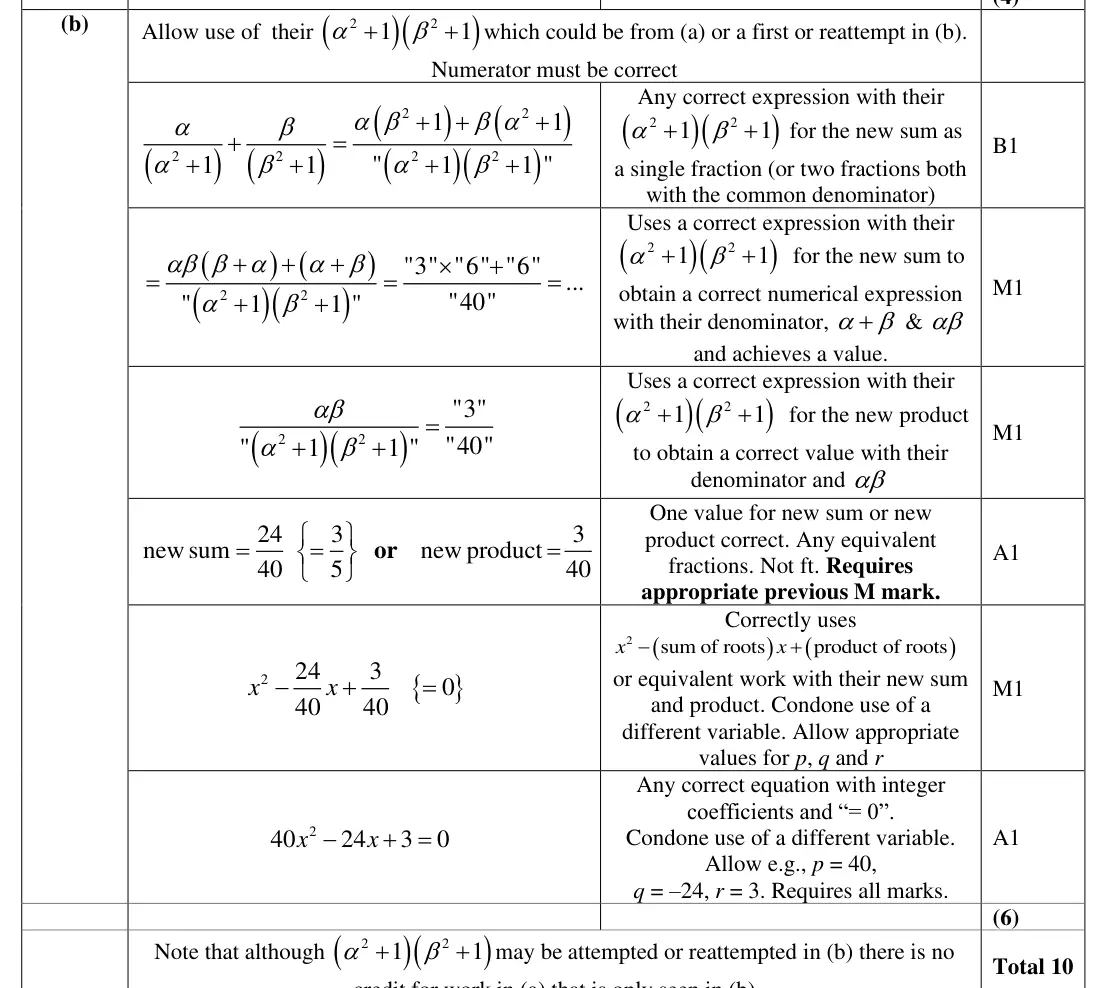 (4)
(b)
Allow use of their (α² + 1)(β² + 1) which could be from (a) or a first or reattempt in (b).
Numerator must be correct
α/(α² + 1) + β/(β² + 1) = (α(β² + 1) + β(α² + 1))/("(α² + 1)(β² + 1)")
Any correct expression with their
(α² + 1)(β² + 1) for the new sum as
a single fraction (or two fractions both
with the common denominator)
B1
= (αβ(β + α) + (α + β))/("(α² + 1)(β² + 1)") = ("3"×"6"+"6")/"40" = ...
Uses a correct expression with their
(α² + 1)(β² + 1) for the new sum to
obtain a correct numerical expression
with their denominator, α + β & αβ
and achieves a value.
M1
αβ/("(α² + 1)(β² + 1)") = "3"/"40"
Uses a correct expression with their
(α² + 1)(β² + 1) for the new product
to obtain a correct value with their
denominator and αβ
M1
new sum = 24/40 {= 3/5} or new product = 3/40
One value for new sum or new
product correct. Any equivalent
fractions. Not ft. Requires
appropriate previous M mark.
A1
x² − 24/40 x + 3/40 {= 0}
Correctly uses
x² − (sum of roots)x + (product of roots)
or equivalent work with their new sum
and product. Condone use of a
different variable. Allow appropriate
values for p, q and r
M1
40x² − 24x + 3 = 0
Any correct equation with integer
coefficients and “= 0”.
Condone use of a different variable.
Allow e.g., p = 40,
q = –24, r = 3. Requires all marks.
A1
(6)
Note that although (α² + 1)(β² + 1) may be attempted or reattempted in (b) there is no
credit for work in (a) that is only seen in (b)
Total 10